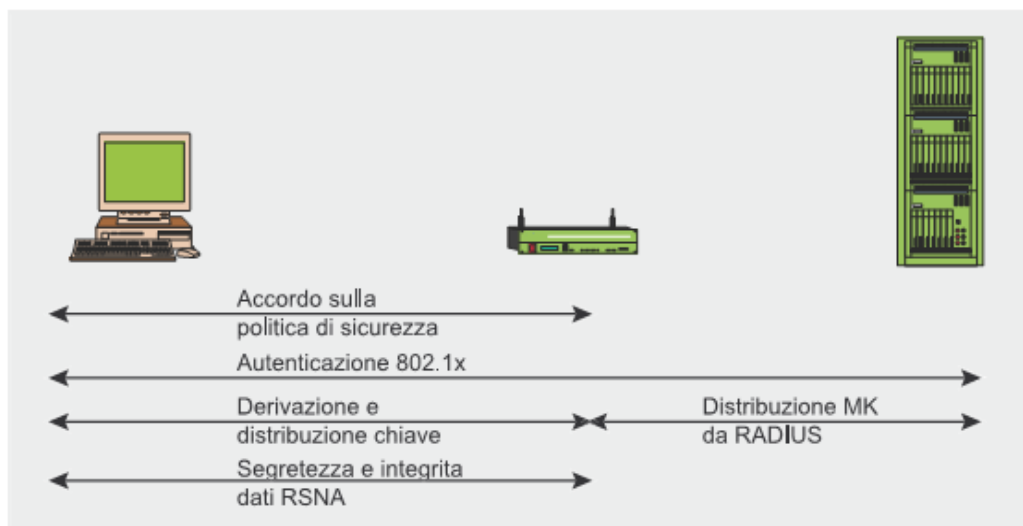 Accordo sulla
politica di sicurezza
Autenticazione 802.1x
Derivazione e
distribuzione chiave
Distribuzione MK
da RADIUS
Segretezza e integrita
dati RSNA